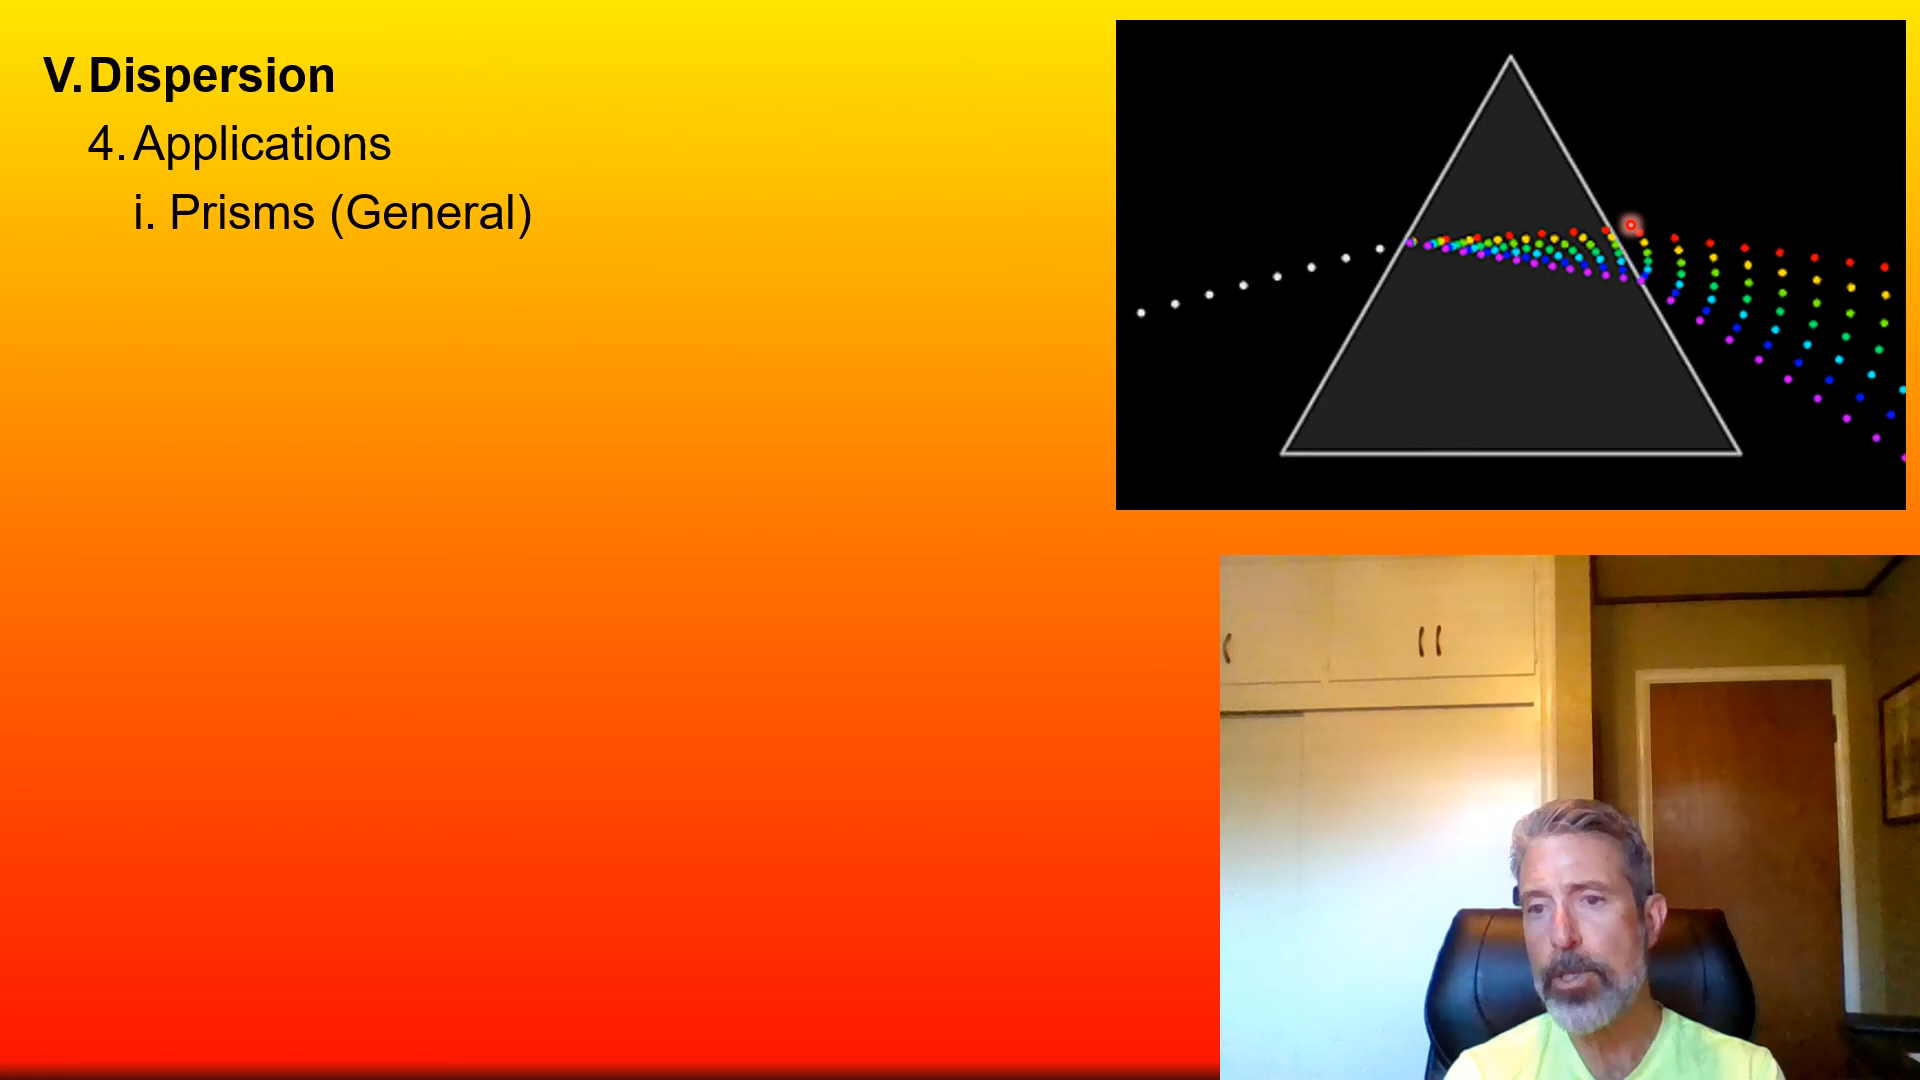 V. Dispersion
4. Applications
i. Prisms (General)